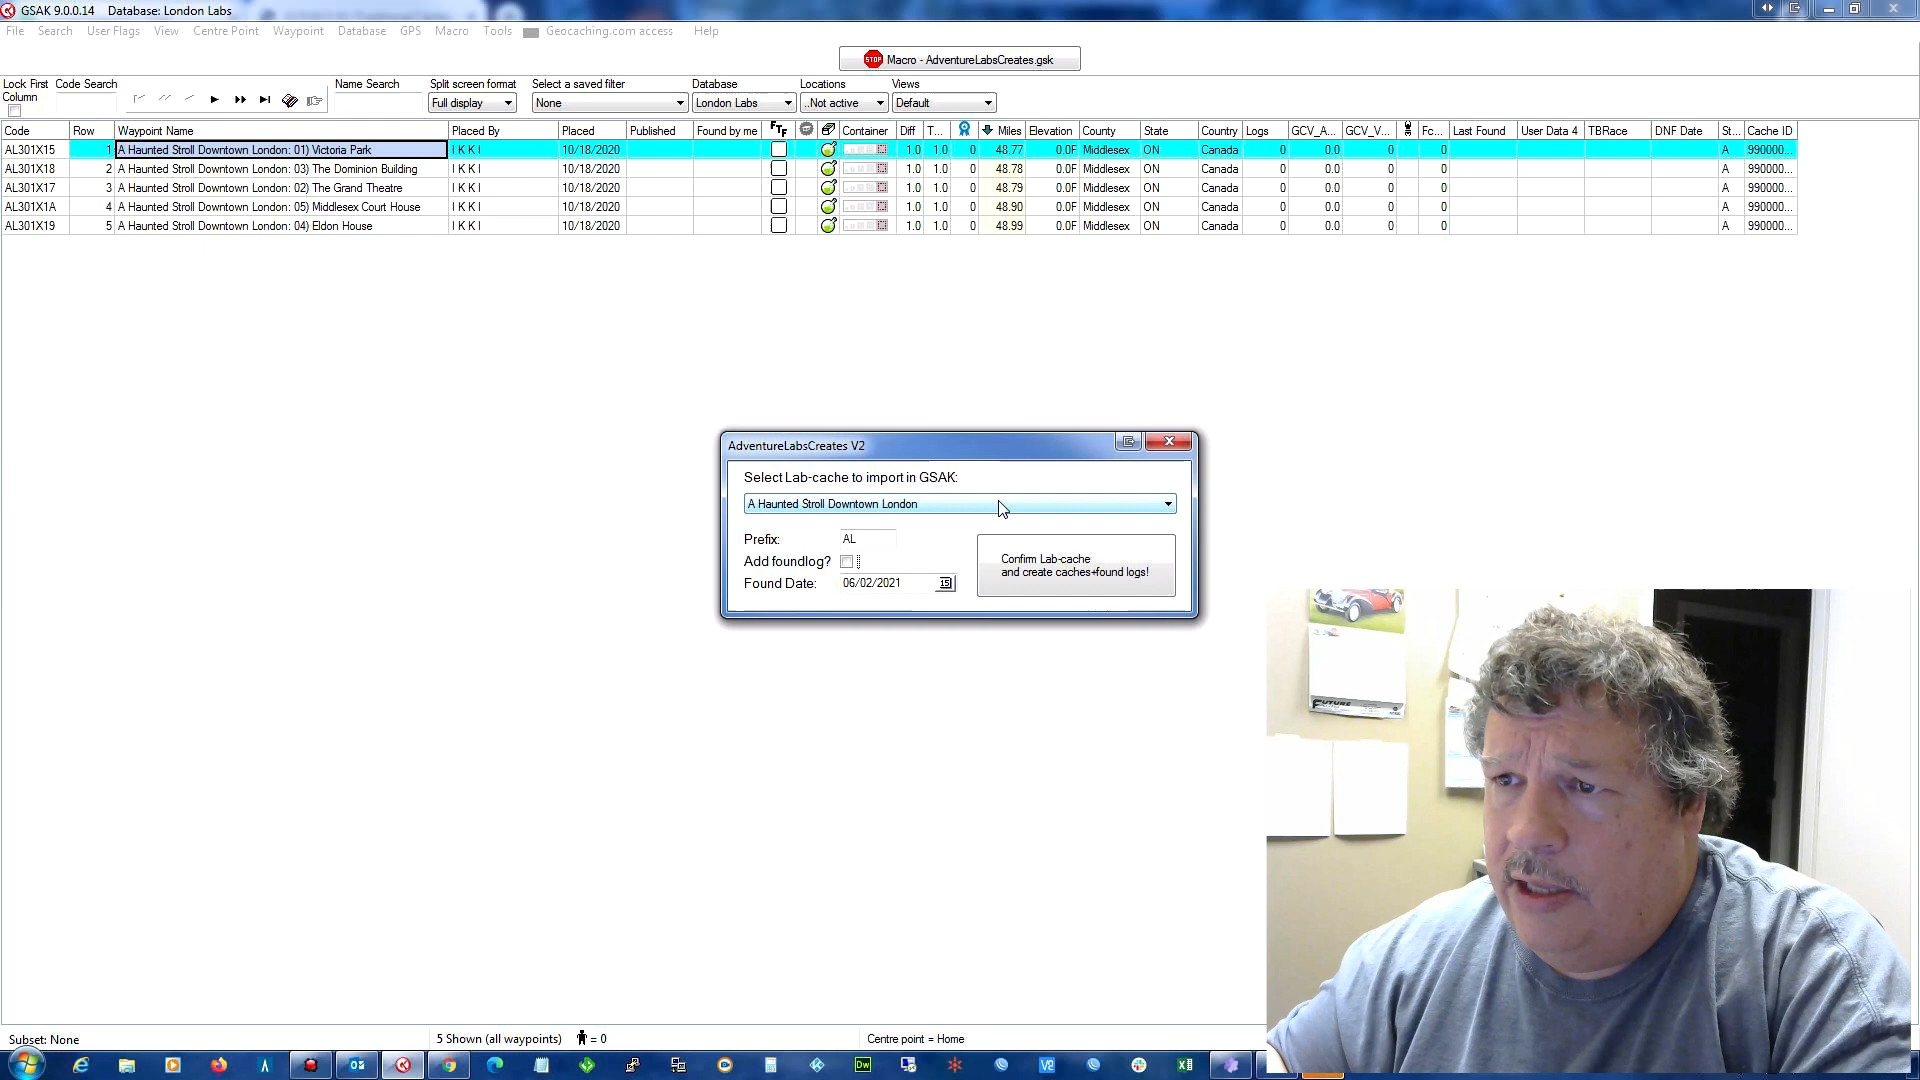 GSAK 9.0.0.14 Database: London Labs
File Search User Flags View Centre Point Waypoint Database GPS Macro Tools Geocaching.com access Help
STOP Macro - AdventureLabsCreates.gsk
Lock First Column Code Search Name Search Split screen format Select a saved filter Database Locations Views
Full display None London Labs ..Not active Default
Code Row Waypoint Name Placed By Placed Published Found by me FTF Container Diff T... Miles Elevation County State Country Logs GCV_A... GCV_V... Fc... Last Found User Data 4 TBRace DNF Date St... Cache ID
AL301X15 1 A Haunted Stroll Downtown London: 01) Victoria Park I K K I 10/18/2020 1.0 1.0 0 48.77 0.0F Middlesex ON Canada 0 0.0 0 0 A 990000...
AL301X18 2 A Haunted Stroll Downtown London: 03) The Dominion Building I K K I 10/18/2020 1.0 1.0 0 48.78 0.0F Middlesex ON Canada 0 0.0 0 0 A 990000...
AL301X17 3 A Haunted Stroll Downtown London: 02) The Grand Theatre I K K I 10/18/2020 1.0 1.0 0 48.79 0.0F Middlesex ON Canada 0 0.0 0 0 A 990000...
AL301X1A 4 A Haunted Stroll Downtown London: 05) Middlesex Court House I K K I 10/18/2020 1.0 1.0 0 48.90 0.0F Middlesex ON Canada 0 0.0 0 0 A 990000...
AL301X19 5 A Haunted Stroll Downtown London: 04) Eldon House I K K I 10/18/2020 1.0 1.0 0 48.99 0.0F Middlesex ON Canada 0 0.0 0 0 A 990000...
AdventureLabsCreates V2
Select Lab-cache to import in GSAK:
A Haunted Stroll Downtown London
Prefix: AL
Add foundlog?
Found Date: 06/02/2021 15
Confirm Lab-cache
and create caches+found logs!
FUTURE
Subset: None 5 Shown (all waypoints) = 0 Centre point = Home
Dw
V2